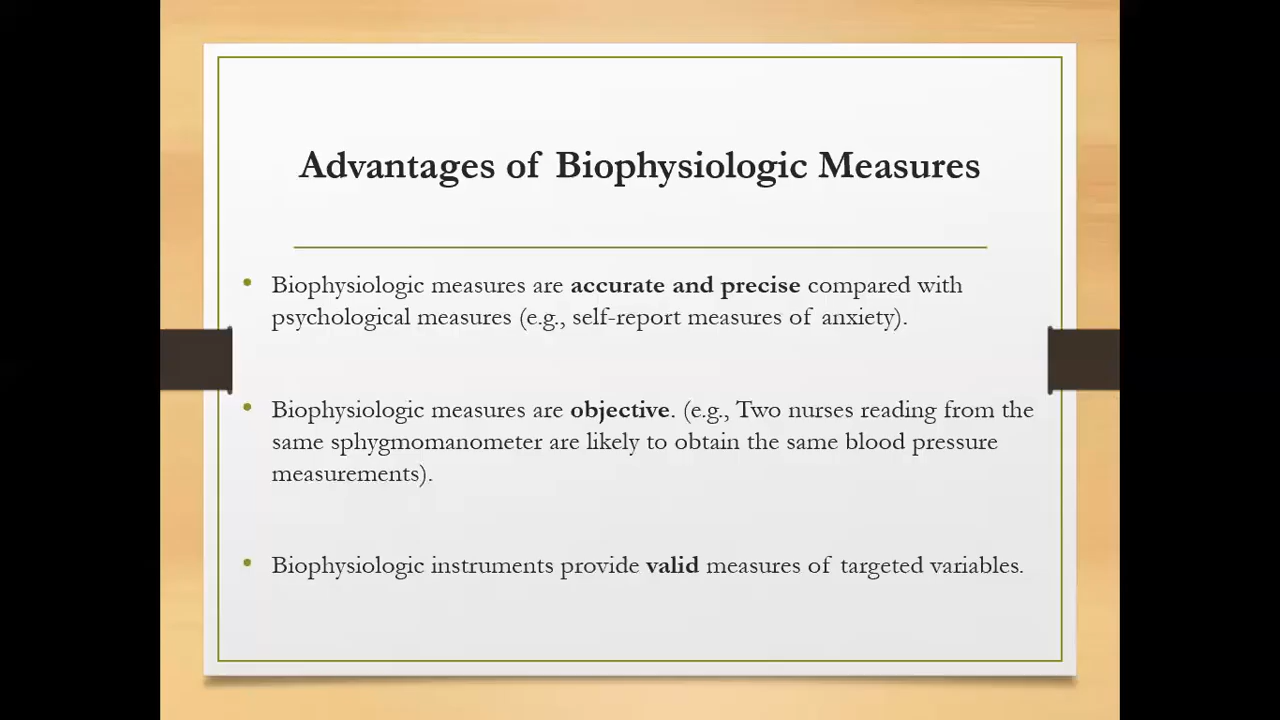 Advantages of Biophysiologic Measures
• Biophysiologic measures are accurate and precise compared with
psychological measures (e.g., self-report measures of anxiety).
• Biophysiologic measures are objective. (e.g., Two nurses reading from the
same sphygmomanometer are likely to obtain the same blood pressure
measurements).
• Biophysiologic instruments provide valid measures of targeted variables.